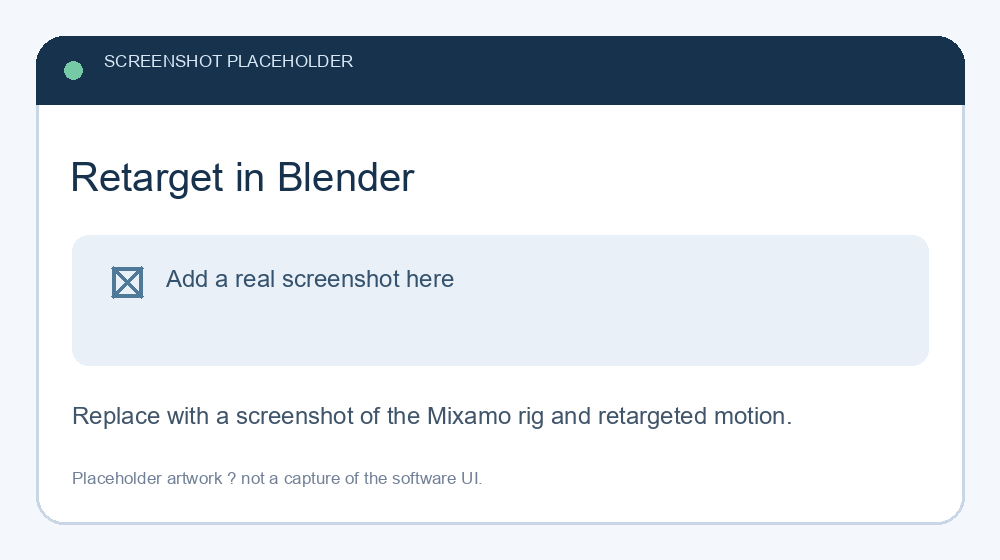 SCREENSHOT PLACEHOLDER
Retarget in Blender
Add a real screenshot here
Replace with a screenshot of the Mixamo rig and retargeted motion.
Placeholder artwork ? not a capture of the software UI.